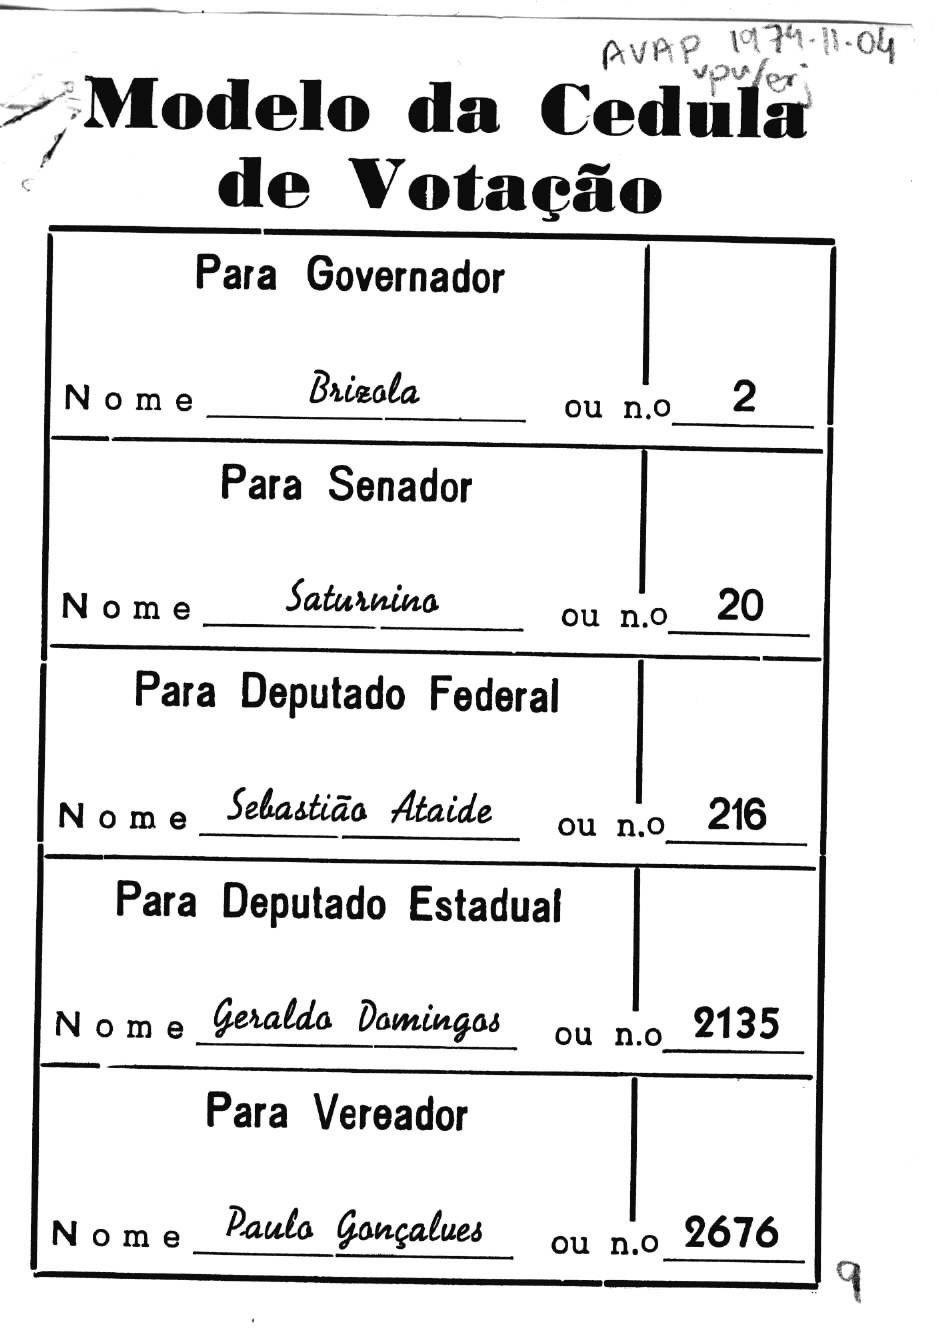 AVAP 1974-11-04
vpv/erj
Modelo da Cedula
de Votação
Para Governador
Nome Brizola ou n.o 2
Para Senador
Nome Saturnino ou n.o 20
Para Deputado Federal
Nome Sebastião Ataide ou n.o 216
Para Deputado Estadual
Nome Geraldo Domingos ou n.o 2135
Para Vereador
Nome Paulo Gonçalves ou n.o 2676
9